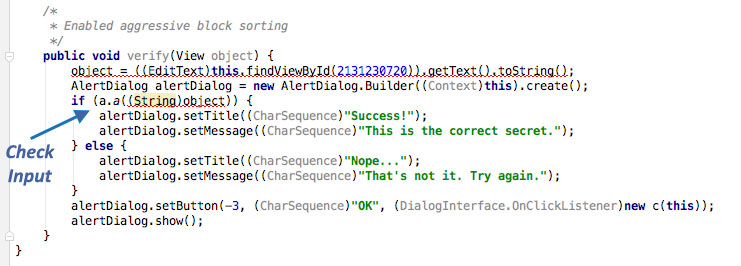 /*
 * Enabled aggressive block sorting
 */
public void verify(View object) {
    object = ((EditText)this.findViewById(2131230720)).getText().toString();
    AlertDialog alertDialog = new AlertDialog.Builder((Context)this).create();
    if (a.a((String)object)) {
        alertDialog.setTitle((CharSequence)"Success!");
        alertDialog.setMessage((CharSequence)"This is the correct secret.");
    } else {
        alertDialog.setTitle((CharSequence)"Nope...");
        alertDialog.setMessage((CharSequence)"That's not it. Try again.");
    }
    alertDialog.setButton(-3, (CharSequence)"OK", (DialogInterface.OnClickListener)new c(this));
    alertDialog.show();
}
}
Check
Input